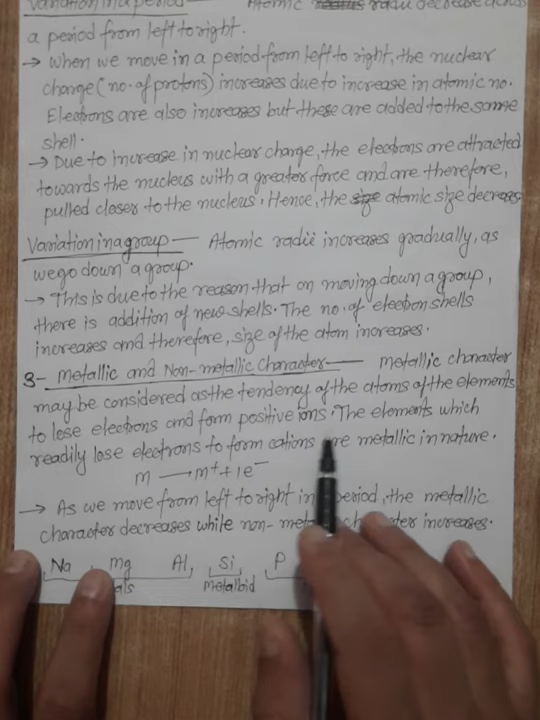 Variation in a period — Atomic radii decrease across
a period from left to right.
→ When we move in a period from left to right, the nuclear
charge (no. of protons) increases due to increase in atomic no.
Electrons are also increases but these are added to the same
shell.
→ Due to increase in nuclear charge, the electrons are attracted
towards the nucleus with a greater force and are therefore,
pulled closer to the nucleus. Hence, the size atomic size decreases
Variation in a group — Atomic radii increases gradually, as
we go down a group.
→ This is due to the reason that on moving down a group,
there is addition of new shells. The no. of electron shells
increases and therefore, size of the atom increases.
3- Metallic and Non-metallic Character — Metallic character
may be considered as the tendency of the atoms of the elements
to lose electrons and form positive ions. The elements which
readily lose electrons to form cations are metallic in nature.
M → M⁺ + 1e⁻
→ As we move from left to right in period, the metallic
character decreases while non- increases.
Na Mg Al, Si P
Metalloid